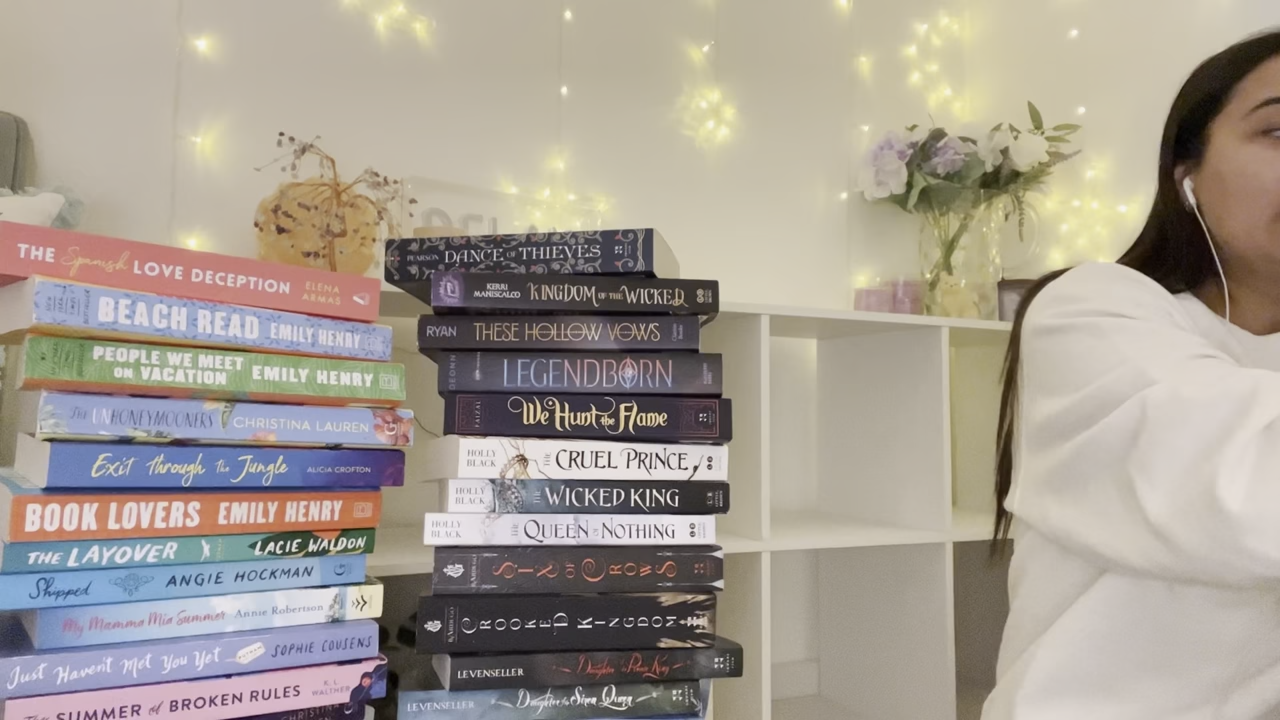 THE Spanish LOVE DECEPTION ELENA ARMAS
BEACH READ EMILY HENRY
PEOPLE WE MEET ON VACATION EMILY HENRY
The UNHONEYMOONERS CHRISTINA LAUREN G
Exit through the Jungle ALICIA CROFTON
BOOK LOVERS EMILY HENRY
THE LAYOVER LACIE WALDON
Shipped ANGIE HOCKMAN
My Mamma Mia Summer Annie Robertson
Just Haven't Met You Yet SOPHIE COUSENS
The SUMMER of BROKEN RULES K. L. WALTHER
CHRISTINA
PEARSON DANCE OF THIEVES
KERRI MANISCALCO KINGDOM OF THE WICKED
RYAN THESE HOLLOW VOWS
DEONN LEGENDBORN
FAIZAL We Hunt the Flame
HOLLY BLACK THE CRUEL PRINCE
HOLLY BLACK THE WICKED KING
HOLLY BLACK THE QUEEN OF NOTHING
BARDUGO SIX OF CROWS
BARDUGO CROOKED KINGDOM
LEVENSELLER Daughter of the Pirate King
LEVENSELLER Daughter of the Siren Queen